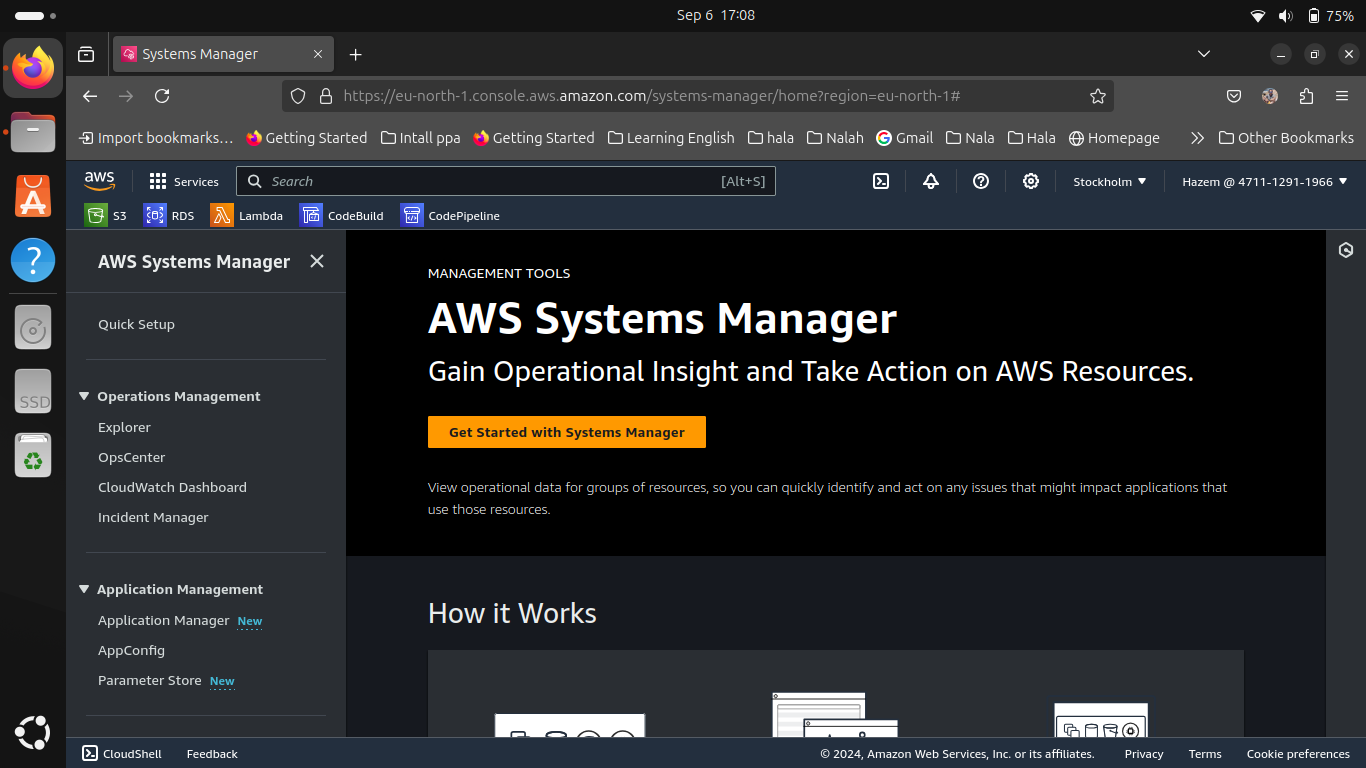 Sep 6 17:08
75%
Systems Manager
https://eu-north-1.console.aws.amazon.com/systems-manager/home?region=eu-north-1#
Import bookmarks… Getting Started Intall ppa Getting Started Learning English hala Nalah Gmail Nala Hala Homepage Other Bookmarks
aws Services Search [Alt+S] Stockholm Hazem @ 4711-1291-1966
S3 RDS Lambda CodeBuild CodePipeline
AWS Systems Manager
Quick Setup
Operations Management
Explorer
OpsCenter
CloudWatch Dashboard
Incident Manager
Application Management
Application Manager New
AppConfig
Parameter Store New
MANAGEMENT TOOLS
AWS Systems Manager
Gain Operational Insight and Take Action on AWS Resources.
Get Started with Systems Manager
View operational data for groups of resources, so you can quickly identify and act on any issues that might impact applications that
use those resources.
How it Works
SSD
CloudShell Feedback © 2024, Amazon Web Services, Inc. or its affiliates. Privacy Terms Cookie preferences